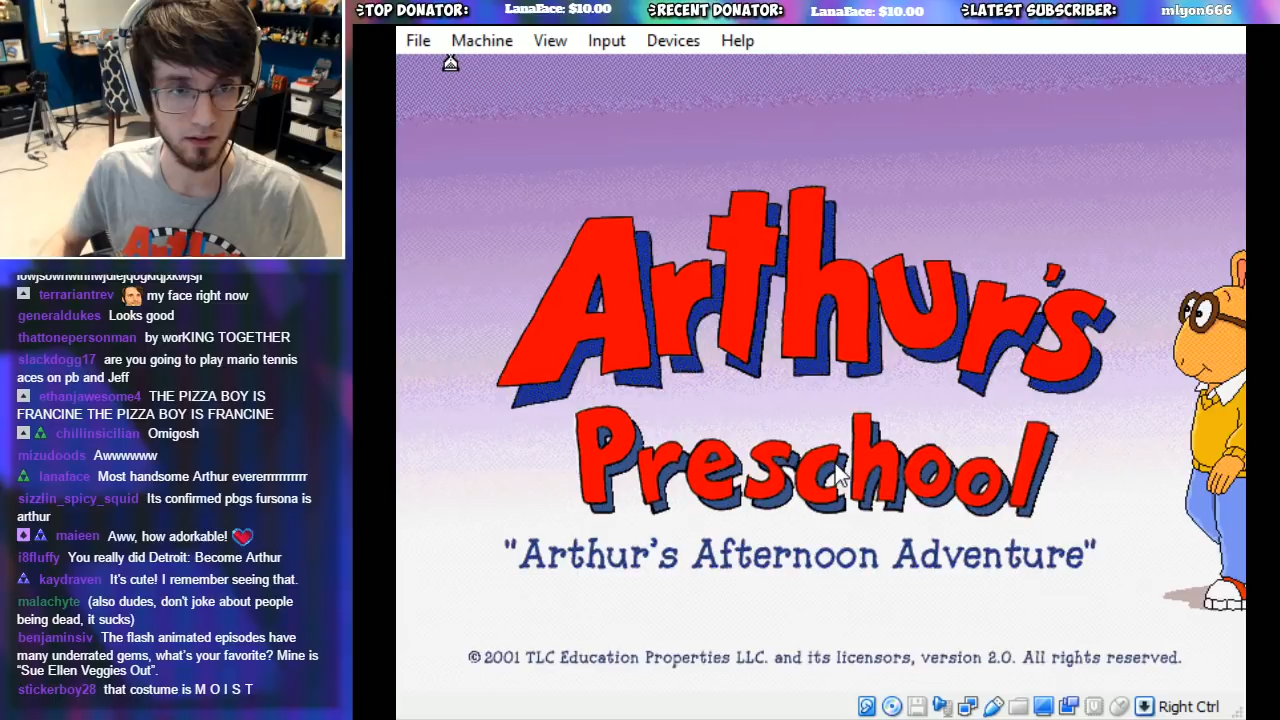 TOP DONATOR: LanaFace: $10.00 RECENT DONATOR: LanaFace: $10.00 LATEST SUBSCRIBER: mlyon666
File Machine View Input Devices Help
terrariantrev my face right now
generaldukes Looks good
thattonepersonman by worKING TOGETHER
slackdogg17 are you going to play mario tennis
aces on pb and Jeff
ethanjawesome4 THE PIZZA BOY IS
FRANCINE THE PIZZA BOY IS FRANCINE
chillinsicilian Omigosh
mizudoods Awwwwww
lanaface Most handsome Arthur evererrrrrrrrrr
sizzlin_spicy_squid Its confirmed pbgs fursona is
arthur
maieen Aww, how adorkable!
i8fluffy You really did Detroit: Become Arthur
kaydraven It's cute! I remember seeing that.
malachyte (also dudes, don't joke about people
being dead, it sucks)
benjaminsiv The flash animated episodes have
many underrated gems, what's your favorite? Mine is
“Sue Ellen Veggies Out”.
stickerboy28 that costume is M O I S T
Arthur's
Preschool
"Arthur's Afternoon Adventure"
©2001 TLC Education Properties LLC. and its licensors, version 2.0. All rights reserved.
Right Ctrl